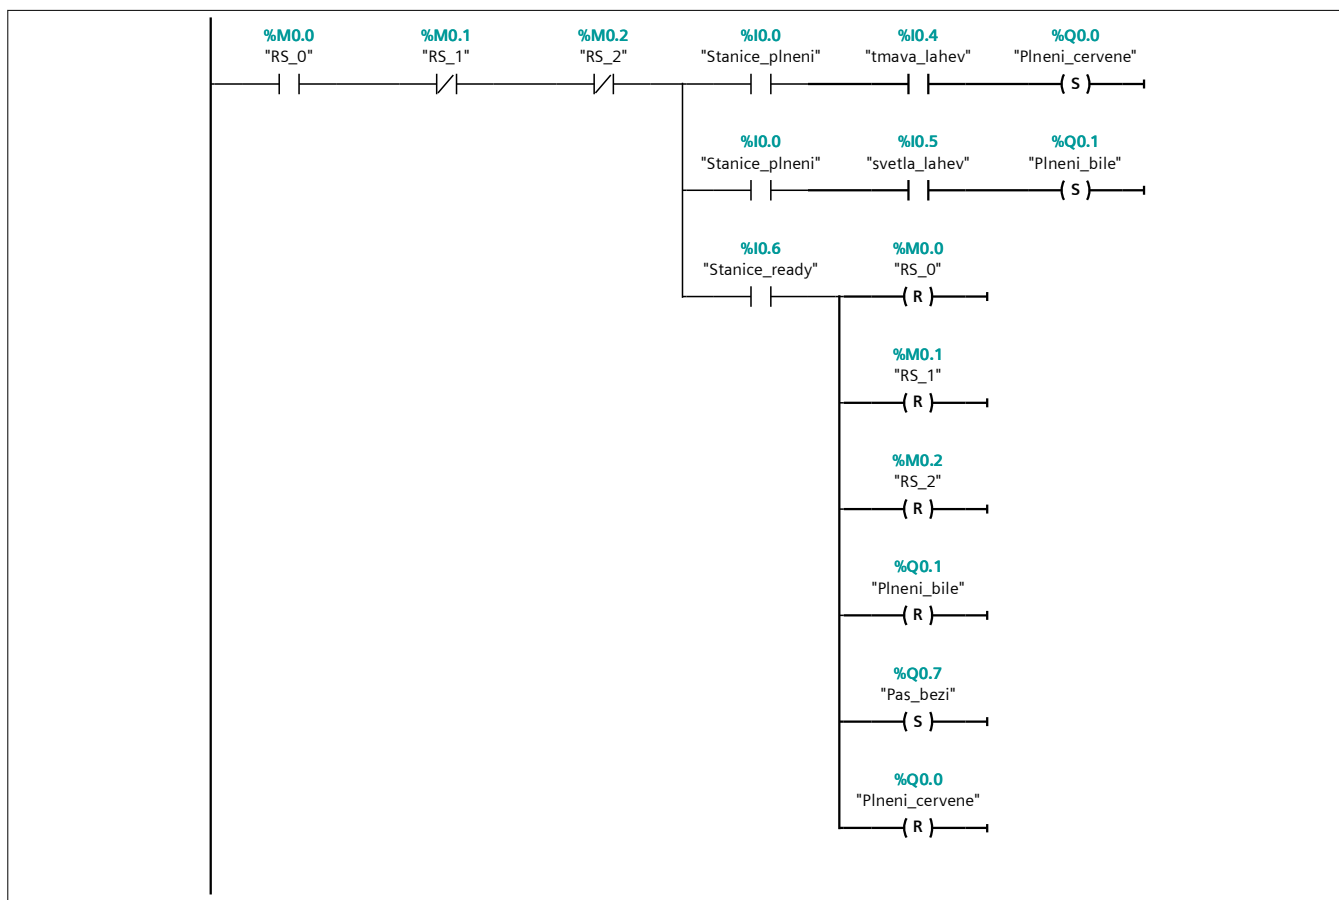 %M0.0 %M0.1 %M0.2 %I0.0 %I0.4 %Q0.0
"RS_0" "RS_1" "RS_2" "Stanice_plneni" "tmava_lahev" "Plneni_cervene"
S
%I0.0 %I0.5 %Q0.1
"Stanice_plneni" "svetla_lahev" "Plneni_bile"
S
%I0.6 %M0.0
"Stanice_ready" "RS_0"
R
%M0.1
"RS_1"
R
%M0.2
"RS_2"
R
%Q0.1
"Plneni_bile"
R
%Q0.7
"Pas_bezi"
S
%Q0.0
"Plneni_cervene"
R